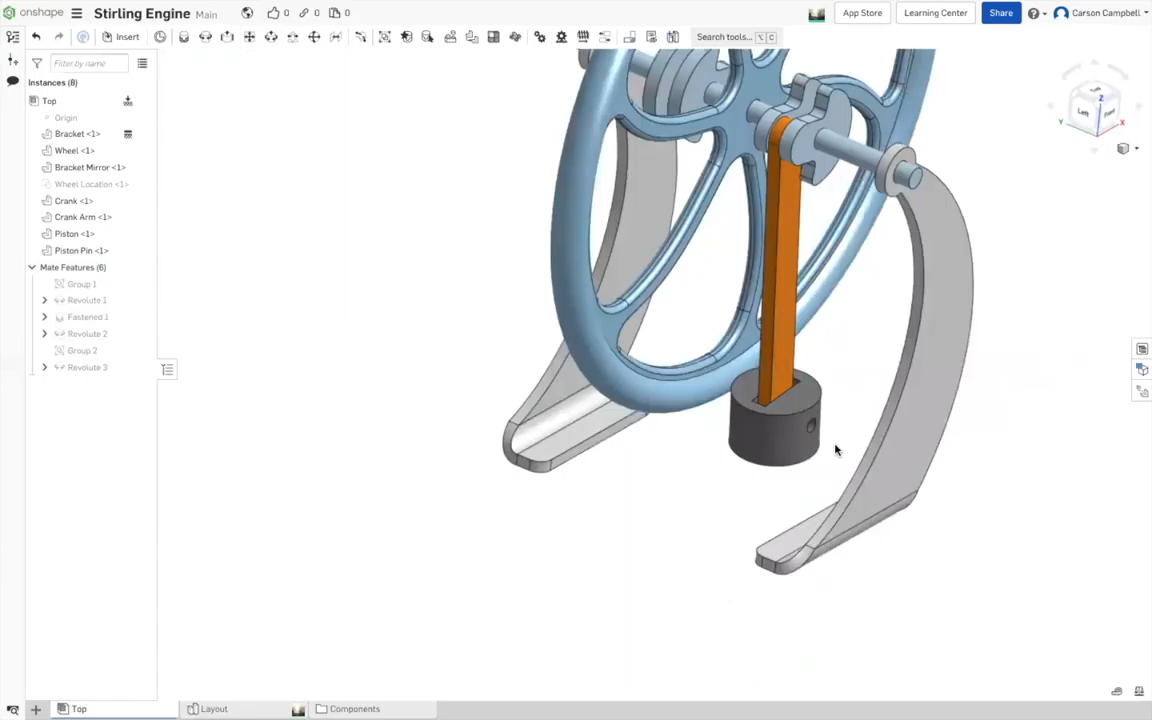 onshape Stirling Engine Main 0 0 0 App Store Learning Center Share Carson Campbell
Insert Search tools... ⌥ C
Filter by name
Instances (8)
Top
Origin
Bracket <1>
Wheel <1>
Bracket Mirror <1>
Wheel Location <1>
Crank <1>
Crank Arm <1>
Piston <1>
Piston Pin <1>
Mate Features (6)
Group 1
Revolute 1
Fastened 1
Revolute 2
Group 2
Revolute 3
Z
Left Front
Y X
Top Layout Components